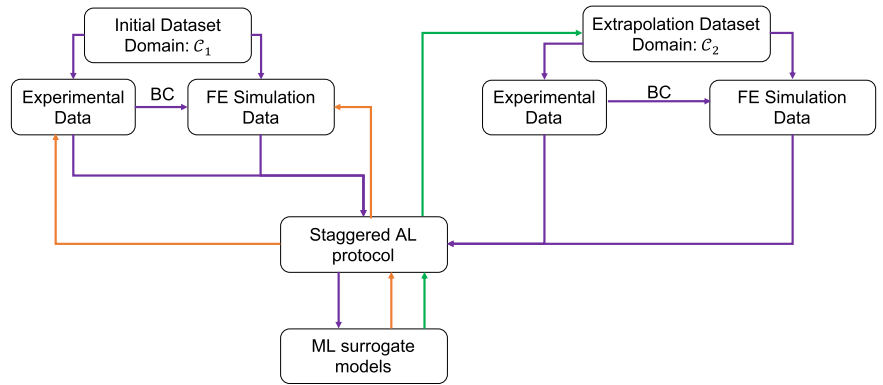 Initial Dataset
Domain: 𝒞₁
Extrapolation Dataset
Domain: 𝒞₂
Experimental
Data
BC
FE Simulation
Data
Experimental
Data
BC
FE Simulation
Data
Staggered AL
protocol
ML surrogate
models